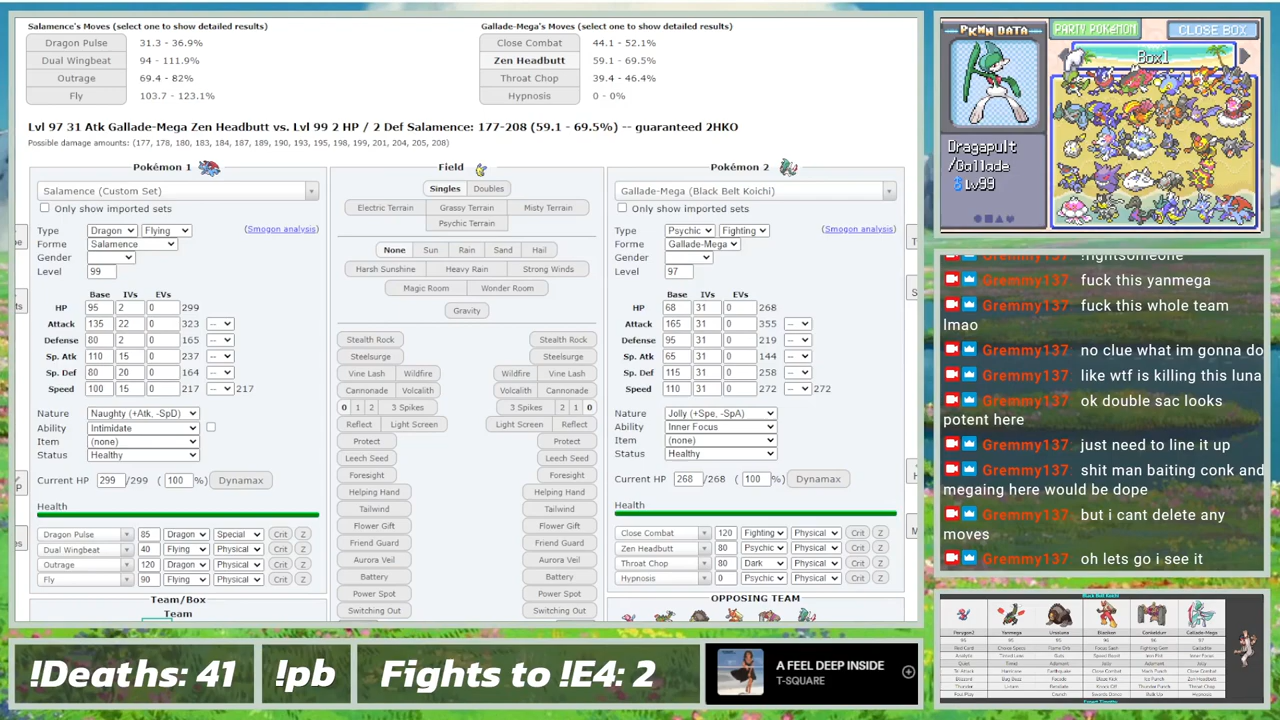 Salamence's Moves (select one to show detailed results)
Dragon Pulse 31.3 - 36.9%
Dual Wingbeat 94 - 111.9%
Outrage 69.4 - 82%
Fly 103.7 - 123.1%
Gallade-Mega's Moves (select one to show detailed results)
Close Combat 44.1 - 52.1%
Zen Headbutt 59.1 - 69.5%
Throat Chop 39.4 - 46.4%
Hypnosis 0 - 0%
Lvl 97 31 Atk Gallade-Mega Zen Headbutt vs. Lvl 99 2 HP / 2 Def Salamence: 177-208 (59.1 - 69.5%) -- guaranteed 2HKO
Possible damage amounts: (177, 178, 180, 183, 184, 187, 189, 190, 193, 195, 198, 199, 201, 204, 205, 208)
Pokémon 1
Salamence (Custom Set)
Only show imported sets
Type Dragon Flying (Smogon analysis)
Forme Salamence
Gender
Level 99
Base IVs EVs
HP 95 2 0 299
Attack 135 22 0 323 --
Defense 80 2 0 165 --
Sp. Atk 110 15 0 237 --
Sp. Def 80 20 0 164 --
Speed 100 15 0 217 -- 217
Nature Naughty (+Atk, -SpD)
Ability Intimidate
Item (none)
Status Healthy
Current HP 299 /299 ( 100 %) Dynamax
Health
Dragon Pulse 85 Dragon Special Crit Z
Dual Wingbeat 40 Flying Physical Crit Z
Outrage 120 Dragon Physical Crit Z
Fly 90 Flying Physical Crit Z
Team/Box
Team
Field
Singles Doubles
Electric Terrain Grassy Terrain Misty Terrain
Psychic Terrain
None Sun Rain Sand Hail
Harsh Sunshine Heavy Rain Strong Winds
Magic Room Wonder Room
Gravity
Stealth Rock Stealth Rock
Steelsurge Steelsurge
Vine Lash Wildfire Wildfire Vine Lash
Cannonade Volcalith Volcalith Cannonade
0 1 2 3 Spikes 3 Spikes 2 1 0
Reflect Light Screen Light Screen Reflect
Protect Protect
Leech Seed Leech Seed
Foresight Foresight
Helping Hand Helping Hand
Tailwind Tailwind
Flower Gift Flower Gift
Friend Guard Friend Guard
Aurora Veil Aurora Veil
Battery Battery
Power Spot Power Spot
Switching Out Switching Out
Pokémon 2
Gallade-Mega (Black Belt Koichi)
Only show imported sets
Type Psychic Fighting (Smogon analysis)
Forme Gallade-Mega
Gender
Level 97
Base IVs EVs
HP 68 31 0 268
Attack 165 31 0 355 --
Defense 95 31 0 219 --
Sp. Atk 65 31 0 144 --
Sp. Def 115 31 0 258 --
Speed 110 31 0 272 -- 272
Nature Jolly (+Spe, -SpA)
Ability Inner Focus
Item (none)
Status Healthy
Current HP 268 /268 ( 100 %) Dynamax
Health
Close Combat 120 Fighting Physical Crit Z
Zen Headbutt 80 Psychic Physical Crit Z
Throat Chop 80 Dark Physical Crit Z
Hypnosis 0 Psychic Physical Crit Z
OPPOSING TEAM
PKMN DATA
PARTY POKéMON
CLOSE BOX
Box1
Dragapult
/Gallade
Lv99
Gremmy137 !fightsomeone
Gremmy137 fuck this yanmega
Gremmy137 fuck this whole team
lmao
Gremmy137 no clue what im gonna do
Gremmy137 like wtf is killing this luna
Gremmy137 ok double sac looks
potent here
Gremmy137 just need to line it up
Gremmy137 shit man baiting conk and
megaing here would be dope
Gremmy137 but i cant delete any
moves
Gremmy137 oh lets go i see it
Black Belt Koichi
Porygon2 Yanmega Ursaluna Blaziken Conkeldurr Gallade-Mega
!Deaths: 41 !pb Fights to !E4: 2
A FEEL DEEP INSIDE
T-SQUARE